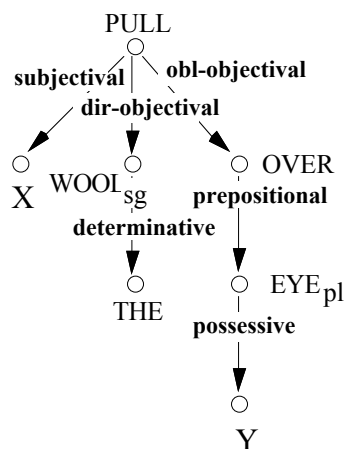 PULL
subjectival
obl-objectival
dir-objectival
X
WOOLsg
OVER
prepositional
determinative
THE
EYEpl
possessive
Y